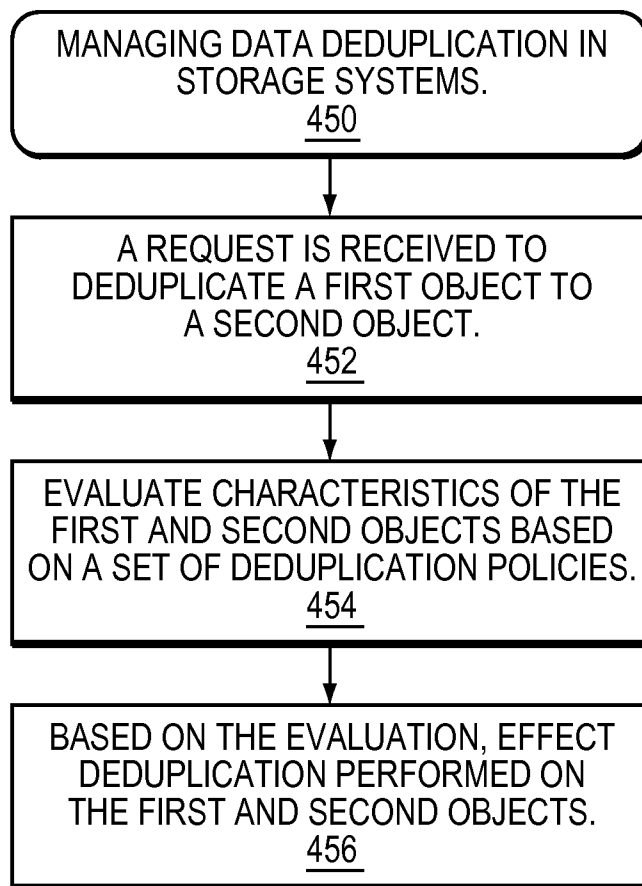 MANAGING DATA DEDUPLICATION IN
STORAGE SYSTEMS.
450
A REQUEST IS RECEIVED TO
DEDUPLICATE A FIRST OBJECT TO
A SECOND OBJECT.
452
EVALUATE CHARACTERISTICS OF THE
FIRST AND SECOND OBJECTS BASED
ON A SET OF DEDUPLICATION POLICIES.
454
BASED ON THE EVALUATION, EFFECT
DEDUPLICATION PERFORMED ON
THE FIRST AND SECOND OBJECTS.
456